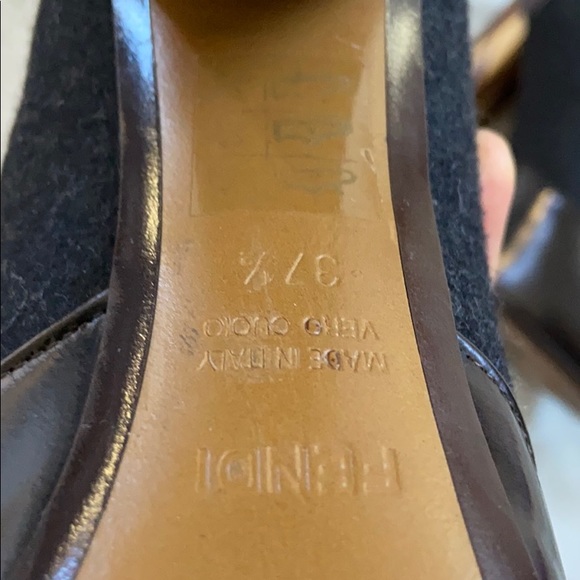 FENDI
MADE IN ITALY
VERO CUOIO
37½